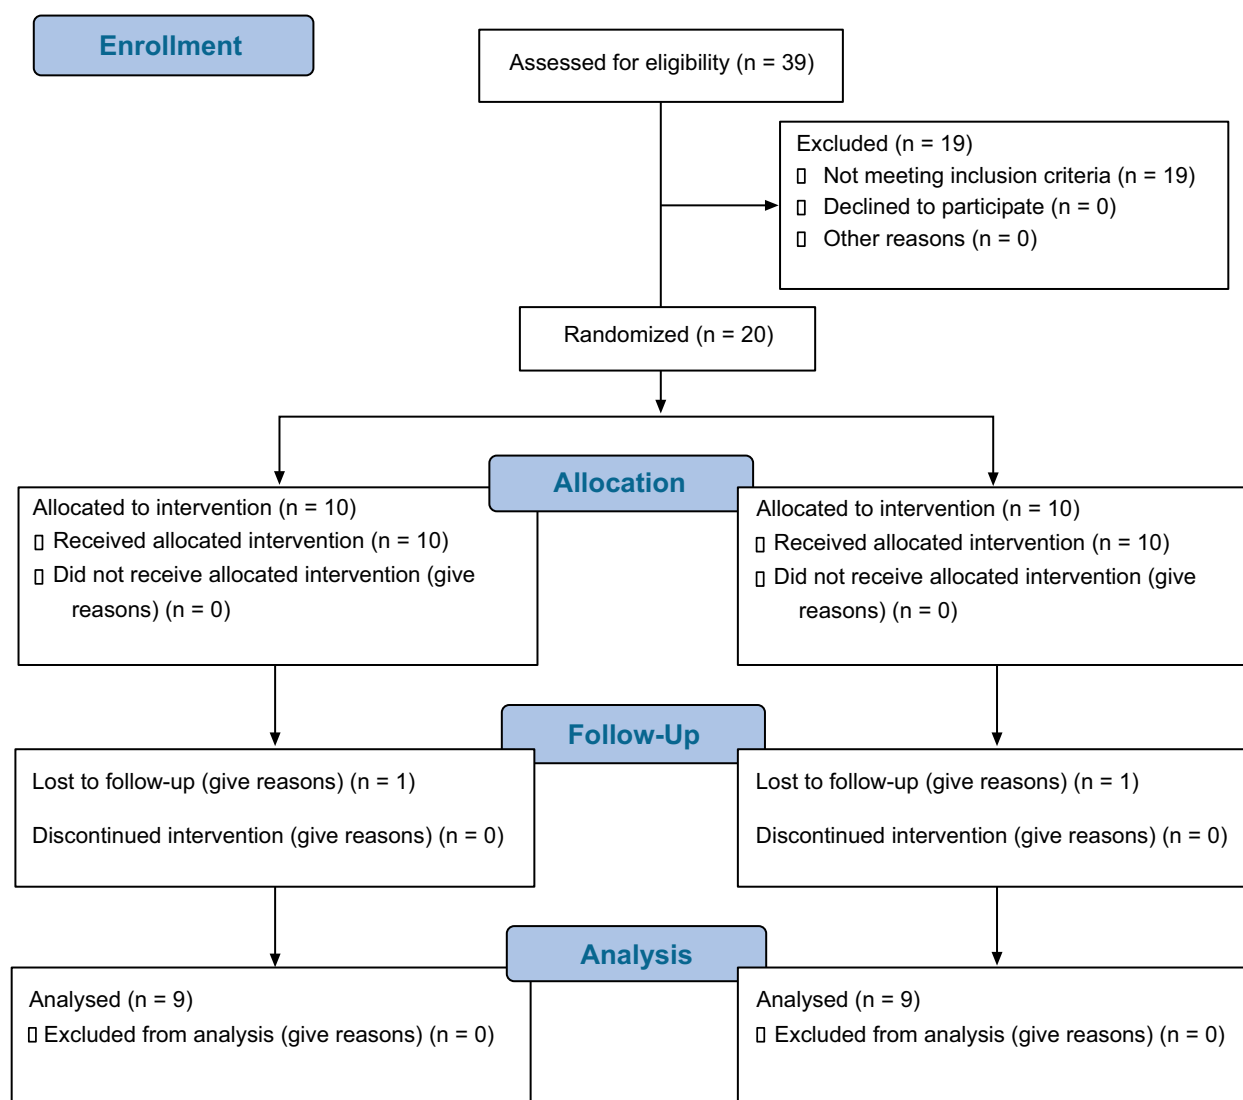 Enrollment
Assessed for eligibility (n = 39)
Excluded (n = 19)
▯ Not meeting inclusion criteria (n = 19)
▯ Declined to participate (n = 0)
▯ Other reasons (n = 0)
Randomized (n = 20)
Allocation
Allocated to intervention (n = 10)
▯ Received allocated intervention (n = 10)
▯ Did not receive allocated intervention (give
reasons) (n = 0)
Allocated to intervention (n = 10)
▯ Received allocated intervention (n = 10)
▯ Did not receive allocated intervention (give
reasons) (n = 0)
Follow-Up
Lost to follow-up (give reasons) (n = 1)
Discontinued intervention (give reasons) (n = 0)
Lost to follow-up (give reasons) (n = 1)
Discontinued intervention (give reasons) (n = 0)
Analysis
Analysed (n = 9)
▯ Excluded from analysis (give reasons) (n = 0)
Analysed (n = 9)
▯ Excluded from analysis (give reasons) (n = 0)